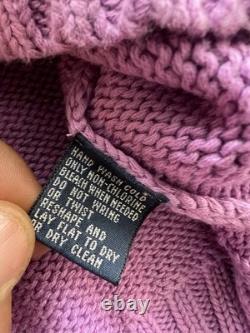 HAND WASH COLD
ONLY NON-CHLORINE
BLEACH WHEN NEEDED
DO NOT WRING
OR TWIST
RESHAPE AND
LAY FLAT TO DRY
OR DRY CLEAN
ebay